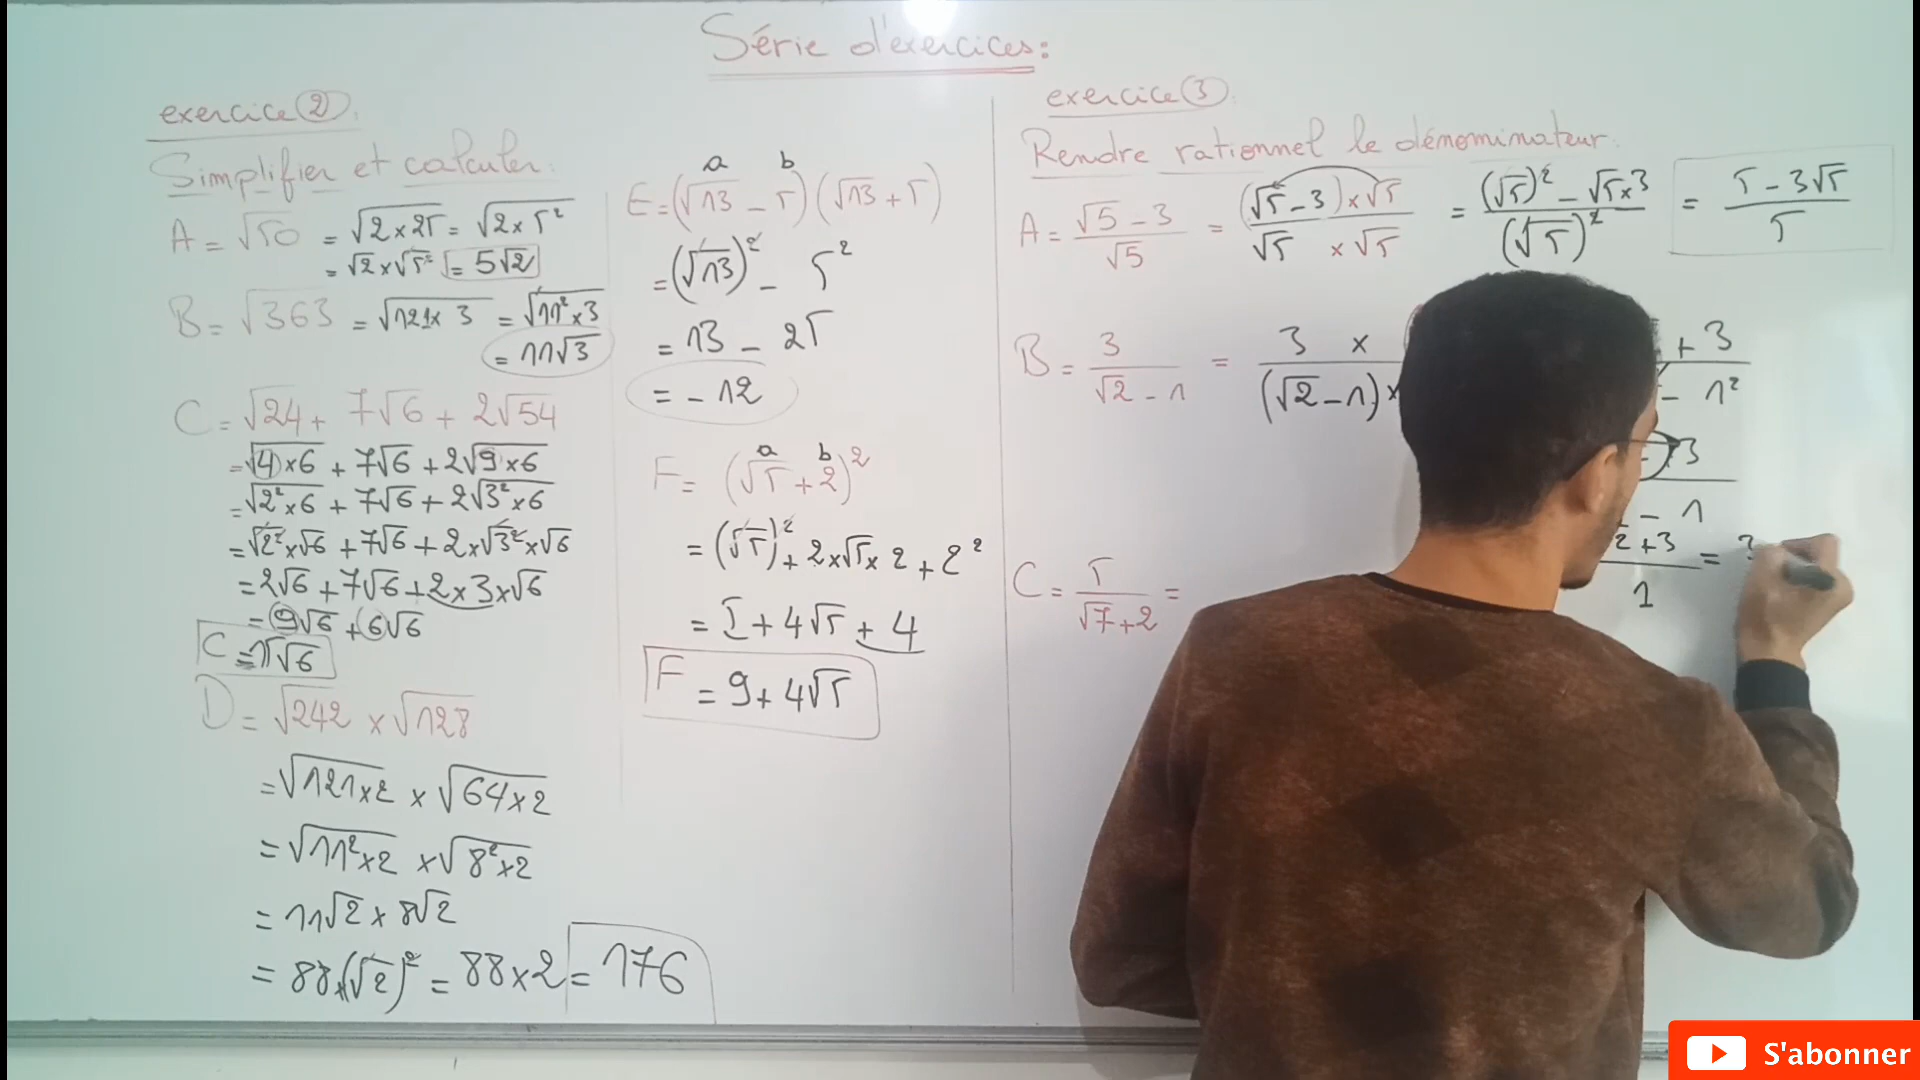 Série d'exercices:
exercice ②.
Simplifier et calculer.
A = √50 = √2×25 = √2×5²
= √2×√5² = 5√2
B = √363 = √121×3 = √11²×3
= 11√3
C = √24 + 7√6 + 2√54
= √4×6 + 7√6 + 2√9×6
= √2²×6 + 7√6 + 2√3²×6
= √2²×√6 + 7√6 + 2×√3²×√6
= 2√6 + 7√6 + 2×3×√6
= 9√6 + 6√6
C = 15√6
D = √242 × √128
= √121×2 × √64×2
= √11²×2 × √8²×2
= 11√2 × 8√2
= 88×(√2)² = 88×2 = 176
a b
E = (√13 - 5)(√13 + 5)
= (√13)² - 5²
= 13 - 25
= -12
a b
F = (√5 + 2)²
= (√5)² + 2×√5×2 + 2²
= 5 + 4√5 + 4
F = 9 + 4√5
exercice ③.
Rendre rationnel le dénominateur.
A = (√5 - 3)/√5 = (√5 - 3)×√5/(√5 × √5) = ((√5)² - √5×3)/(√5)² = (5 - 3√5)/5
B = 3/(√2 - 1) = 3 ×/(√2 - 1)× + 3/- 1²
3/- 1
2 + 3/1 =
C = 5/(√7 + 2) =
S'abonner